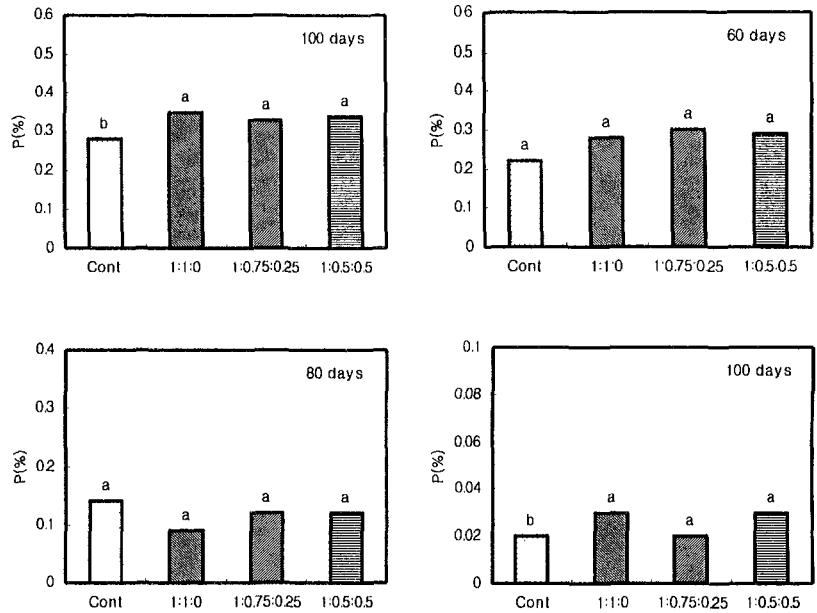 0.6
0.5
0.4
0.3
0.2
0.1
0
P(%)
100 days
b
a
a
a
Cont
1:1:0
1:0.75:0.25
1:0.5:0.5
0.6
0.5
0.4
0.3
0.2
0.1
0
P(%)
60 days
a
a
a
a
Cont
1:1:0
1:0.75:0.25
1:0.5:0.5
0.4
0.3
0.2
0.1
0
P(%)
80 days
a
a
a
a
Cont
1:1:0
1:0.75:0.25
1:0.5:0.5
0.1
0.08
0.06
0.04
0.02
0
P(%)
100 days
b
a
a
a
Cont
1:1:0
1:0.75:0.25
1:0.5:0.5